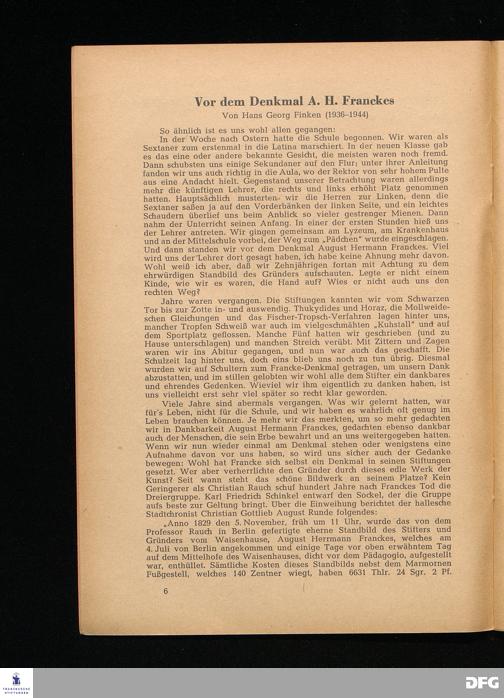 Vor dem Denkmal A. H. Franckes
Von Hans Georg Finken (1936–1944)
So ähnlich ist es uns wohl allen gegangen:
In der Woche nach Ostern hatte die Schule begonnen. Wir waren als
Sextaner zum erstenmal in die Latina marschiert. In der neuen Klasse gab
es das eine oder andere bekannte Gesicht, die meisten waren noch fremd.
Dann schubsten uns einige Sekundaner auf den Flur; unter ihrer Anleitung
fanden wir uns auch richtig in die Aula, wo der Rektor von sehr hohem Pulte
aus eine Andacht hielt. Gegenstand unserer Betrachtung waren allerdings
mehr die künftigen Lehrer, die rechts und links erhöht Platz genommen
hatten. Hauptsächlich musterten wir die Herren zur Linken, denn die
Sextaner saßen ja auf den Vorderbänken der linken Seite, und ein leichtes
Schaudern überlief uns beim Anblick so vieler gestrenger Mienen. Dann
nahm der Unterricht seinen Anfang. In einer der ersten Stunden hieß uns
der Lehrer antreten. Wir gingen gemeinsam am Lyzeum, am Krankenhaus
und an der Mittelschule vorbei, der Weg zum „Pädchen“ wurde eingeschlagen.
Und dann standen wir vor dem Denkmal August Hermann Franckes. Viel
wird uns der Lehrer dort gesagt haben, ich habe keine Ahnung mehr davon.
Wohl weiß ich aber, daß wir Zehnjährigen fortan mit Achtung zu dem
ehrwürdigen Standbild des Gründers aufschauten. Legte er nicht einem
Kinde, wie wir es waren, die Hand auf? Wies er nicht auch uns den
rechten Weg?
Jahre waren vergangen. Die Stiftungen kannten wir vom Schwarzen
Tor bis zur Zotte in- und auswendig. Thukydides und Horaz, die Mollweide-
schen Gleichungen und das Fischer-Tropsch-Verfahren lagen hinter uns,
mancher Tropfen Schweiß war auch im vielgeschmähten „Kuhstall“ und auf
dem Sportplatz geflossen. Manche Fünf hatten wir geschrieben (und zu
Hause unterschlagen) und manchen Streich verübt. Mit Zittern und Zagen
waren wir ins Abitur gegangen, und nun war auch das geschafft. Die
Schulzeit lag hinter uns, doch eins blieb uns noch zu tun übrig. Diesmal
wurden wir auf Schultern zum Francke-Denkmal getragen, um unsern Dank
abzustatten, und im stillen gelobten wir wohl alle dem Stifter ein dankbares
und ehrendes Gedenken. Wieviel wir ihm eigentlich zu danken haben, ist
uns vielleicht erst sehr viel später so recht klar geworden.
Viele Jahre sind abermals vergangen. Was wir gelernt hatten, war
für's Leben, nicht für die Schule, und wir haben es wahrlich oft genug im
Leben brauchen können. Je mehr wir das merkten, um so mehr gedachten
wir in Dankbarkeit August Hermann Franckes, gedachten ebenso dankbar
auch der Menschen, die sein Erbe bewahrt und an uns weitergegeben hatten.
Wenn wir nun wieder einmal am Denkmal stehen oder wenigstens eine
Aufnahme davon vor uns haben, so wird uns sicher auch der Gedanke
bewegen: Wohl hat Francke sich selbst ein Denkmal in seinen Stiftungen
gesetzt. Wer aber verherrlichte den Gründer durch dieses edle Werk der
Kunst? Seit wann steht das schöne Bildwerk an seinem Platze? Kein
Geringerer als Christian Rauch schuf hundert Jahre nach Franckes Tod die
Dreiergruppe. Karl Friedrich Schinkel entwarf den Sockel, der die Gruppe
aufs beste zur Geltung bringt. Über die Einweihung berichtet der hallesche
Stadtchronist Christian Gottlieb August Runde folgendes:
„Anno 1829 den 5. November, früh um 11 Uhr, wurde das von dem
Professor Rauch in Berlin gefertigte eherne Standbild des Stifters und
Gründers vom Waisenhause, August Herrmann Franckes, welches am
4. Juli von Berlin angekommen und einige Tage vor oben erwähntem Tag
auf dem Mittelhofe des Waisenhauses, dicht vor dem Pädagogio, aufgestellt
war, enthüllet. Sämtliche Kosten dieses Standbilds nebst dem Marmornen
Fußgestell, welches 140 Zentner wiegt, haben 6631 Thlr. 24 Sgr. 2 Pf.
6
FRANCKESCHE
STIFTUNGEN
DFG